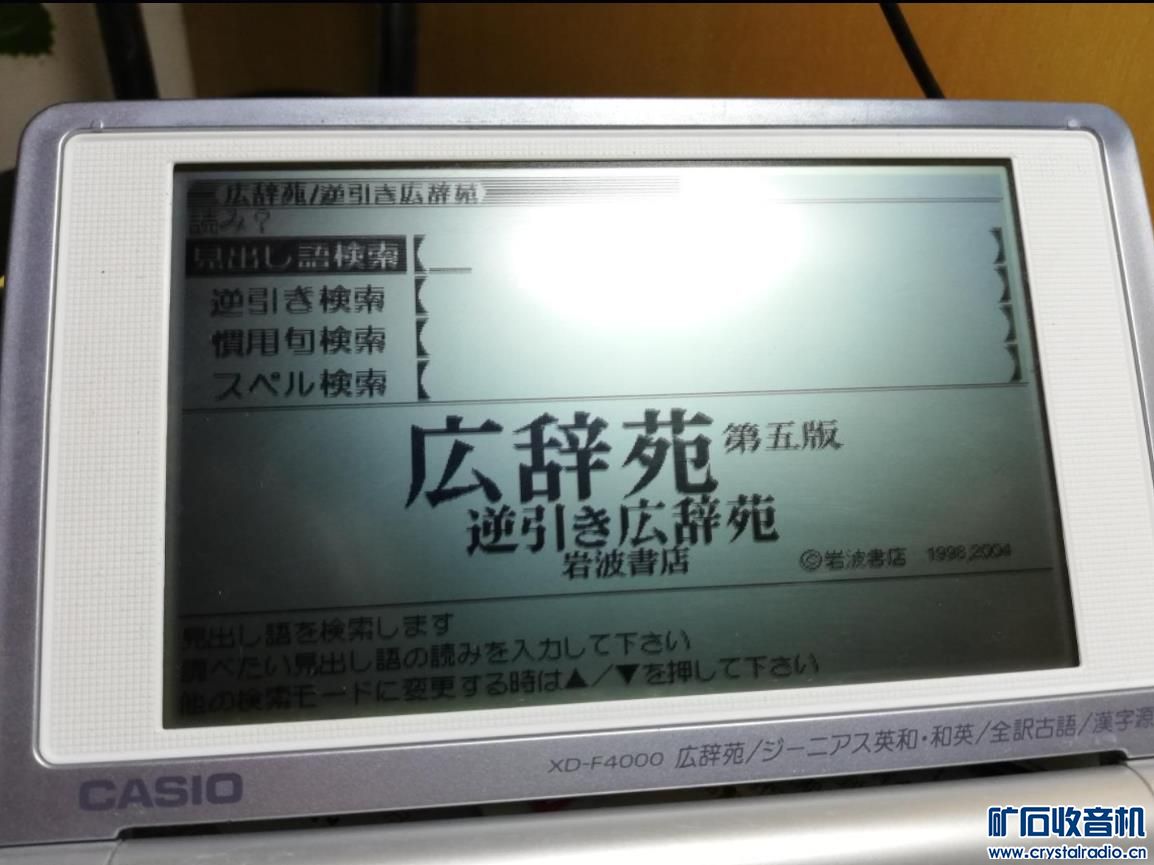 広辞苑/逆引き広辞苑
読み?
見出し語検索【
】
逆引き検索【
】
慣用句検索【
】
スペル検索【
】
広辞苑 第五版
逆引き広辞苑
岩波書店
©岩波書店 1998,2004
見出し語を検索します
調べたい見出し語の読みを入力して下さい
他の検索モードに変更する時は▲/▼を押して下さい
XD-F4000 広辞苑/ジーニアス英和・和英/全訳古語/漢字源
CASIO
矿石收音机
www.crystalradio.cn